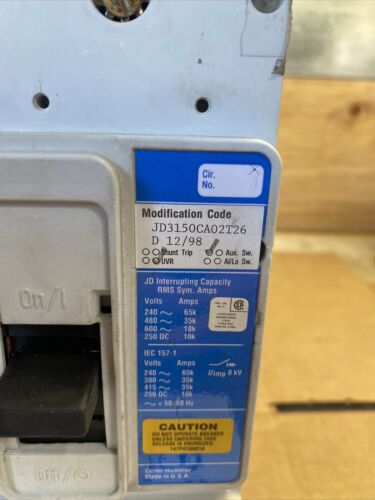 Cir.
No.
Modification Code
JD3150CA02T26
D 12/98
Shunt Trip Aux. Sw.
UVR Al/Lo Sw.
On/I
JD Interrupting Capacity
RMS Sym. Amps
Volts Amps
240 ~ 65k
480 ~ 35k
600 ~ 18k
250 DC 10k
IEC 157-1
Volts Amps
240 ~ 65k
380 ~ 35k
415 ~ 35k
250 DC 10k
~ = 50/60 Hz
Uimp 8 kV
CAUTION
DO NOT OPERATE BREAKER
UNLESS UNDERVOLTAGE
RELEASE IS ENERGIZED.
Off/O
Cutler-Hammer
Made in U.S.A.